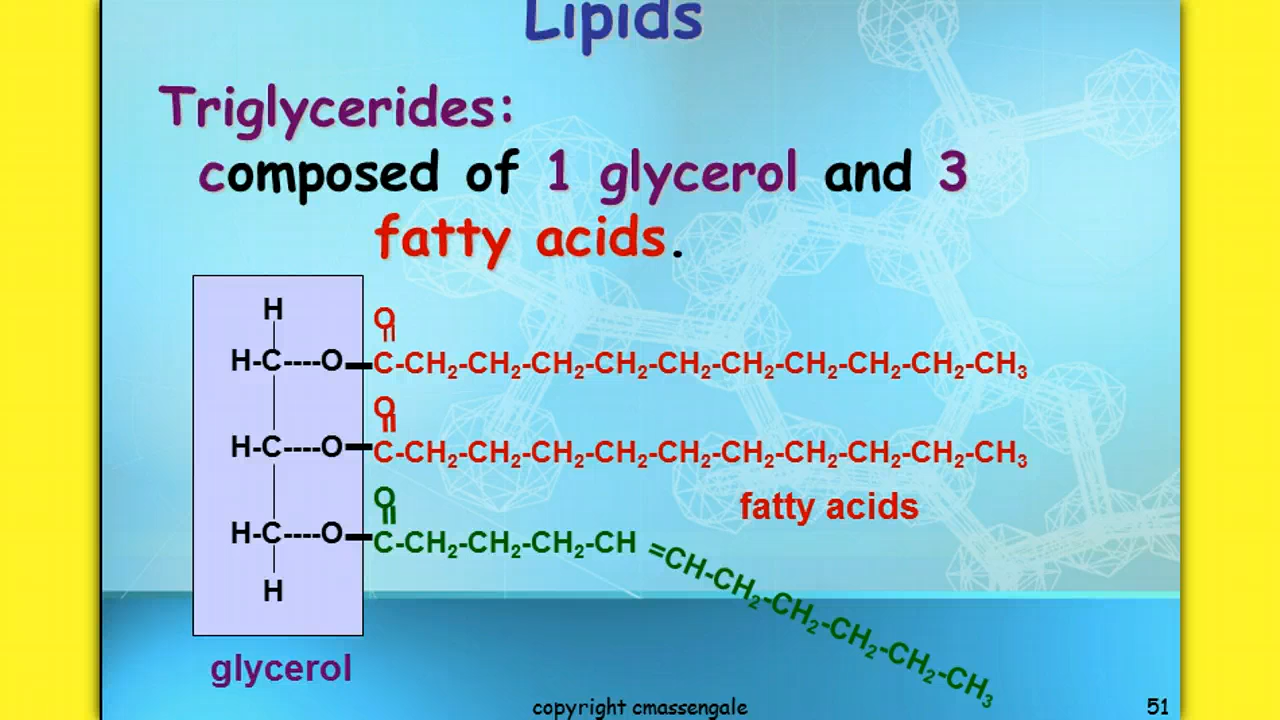 Lipids
Triglycerides:
composed of 1 glycerol and 3
fatty acids.
H
O
H-C----O-C-CH₂-CH₂-CH₂-CH₂-CH₂-CH₂-CH₂-CH₂-CH₂-CH₃
O
H-C----O-C-CH₂-CH₂-CH₂-CH₂-CH₂-CH₂-CH₂-CH₂-CH₂-CH₃
fatty acids
O
H-C----O-C-CH₂-CH₂-CH₂-CH=CH-CH₂-CH₂-CH₂-CH₂-CH₃
H
glycerol
copyright cmassengale
51